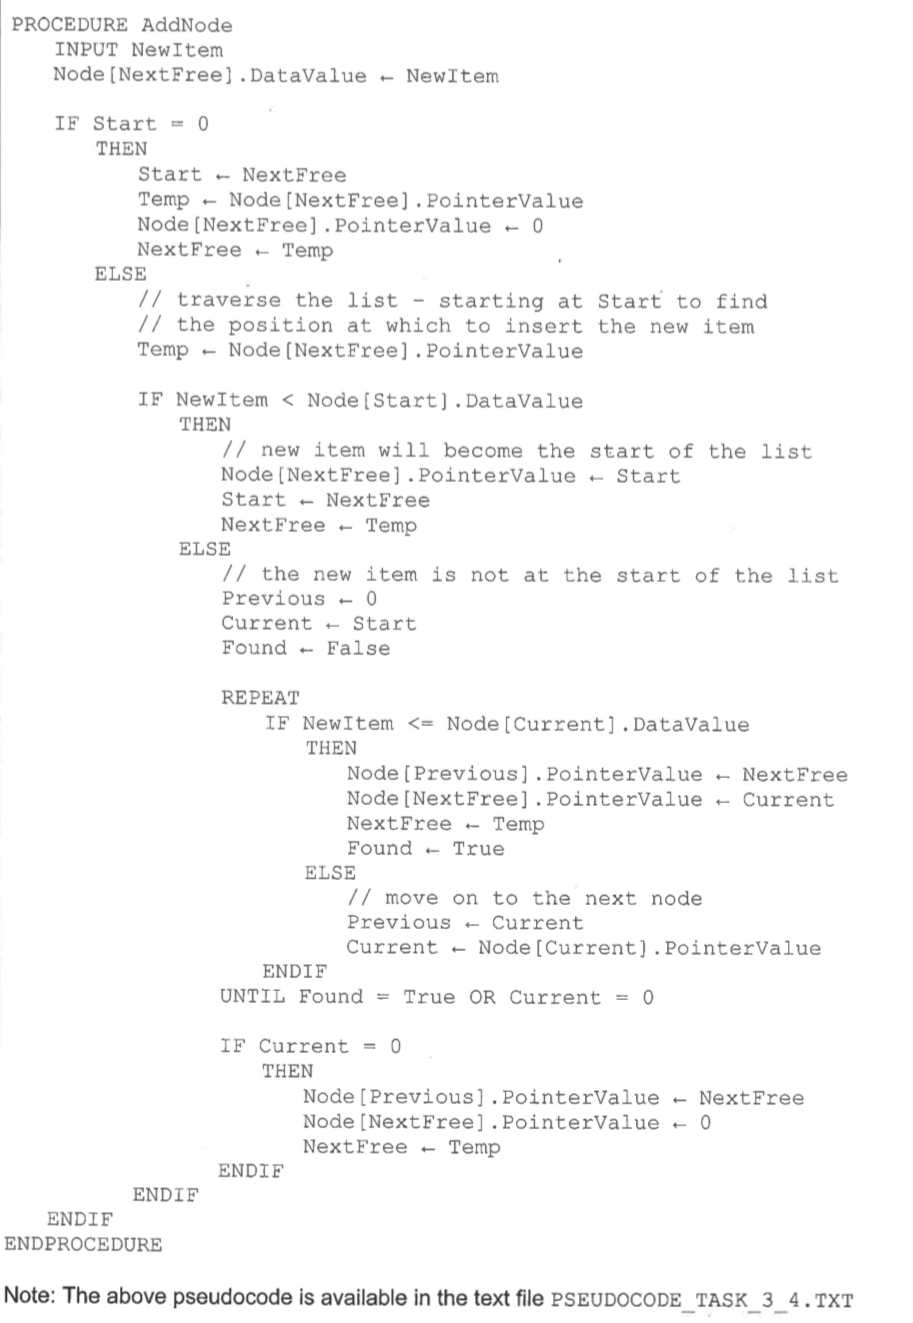 PROCEDURE AddNode
    INPUT NewItem
    Node[NextFree].DataValue ← NewItem

    IF Start = 0
        THEN
            Start ← NextFree
            Temp ← Node[NextFree].PointerValue
            Node[NextFree].PointerValue ← 0
            NextFree ← Temp
        ELSE
            // traverse the list - starting at Start to find
            // the position at which to insert the new item
            Temp ← Node[NextFree].PointerValue

            IF NewItem < Node[Start].DataValue
                THEN
                    // new item will become the start of the list
                    Node[NextFree].PointerValue ← Start
                    Start ← NextFree
                    NextFree ← Temp
                ELSE
                    // the new item is not at the start of the list
                    Previous ← 0
                    Current ← Start
                    Found ← False

                    REPEAT
                        IF NewItem <= Node[Current].DataValue
                            THEN
                                Node[Previous].PointerValue ← NextFree
                                Node[NextFree].PointerValue ← Current
                                NextFree ← Temp
                                Found ← True
                            ELSE
                                // move on to the next node
                                Previous ← Current
                                Current ← Node[Current].PointerValue
                        ENDIF
                    UNTIL Found = True OR Current = 0

                    IF Current = 0
                        THEN
                            Node[Previous].PointerValue ← NextFree
                            Node[NextFree].PointerValue ← 0
                            NextFree ← Temp
                    ENDIF
            ENDIF
    ENDIF
ENDPROCEDURE

Note: The above pseudocode is available in the text file PSEUDOCODE_TASK_3_4.TXT